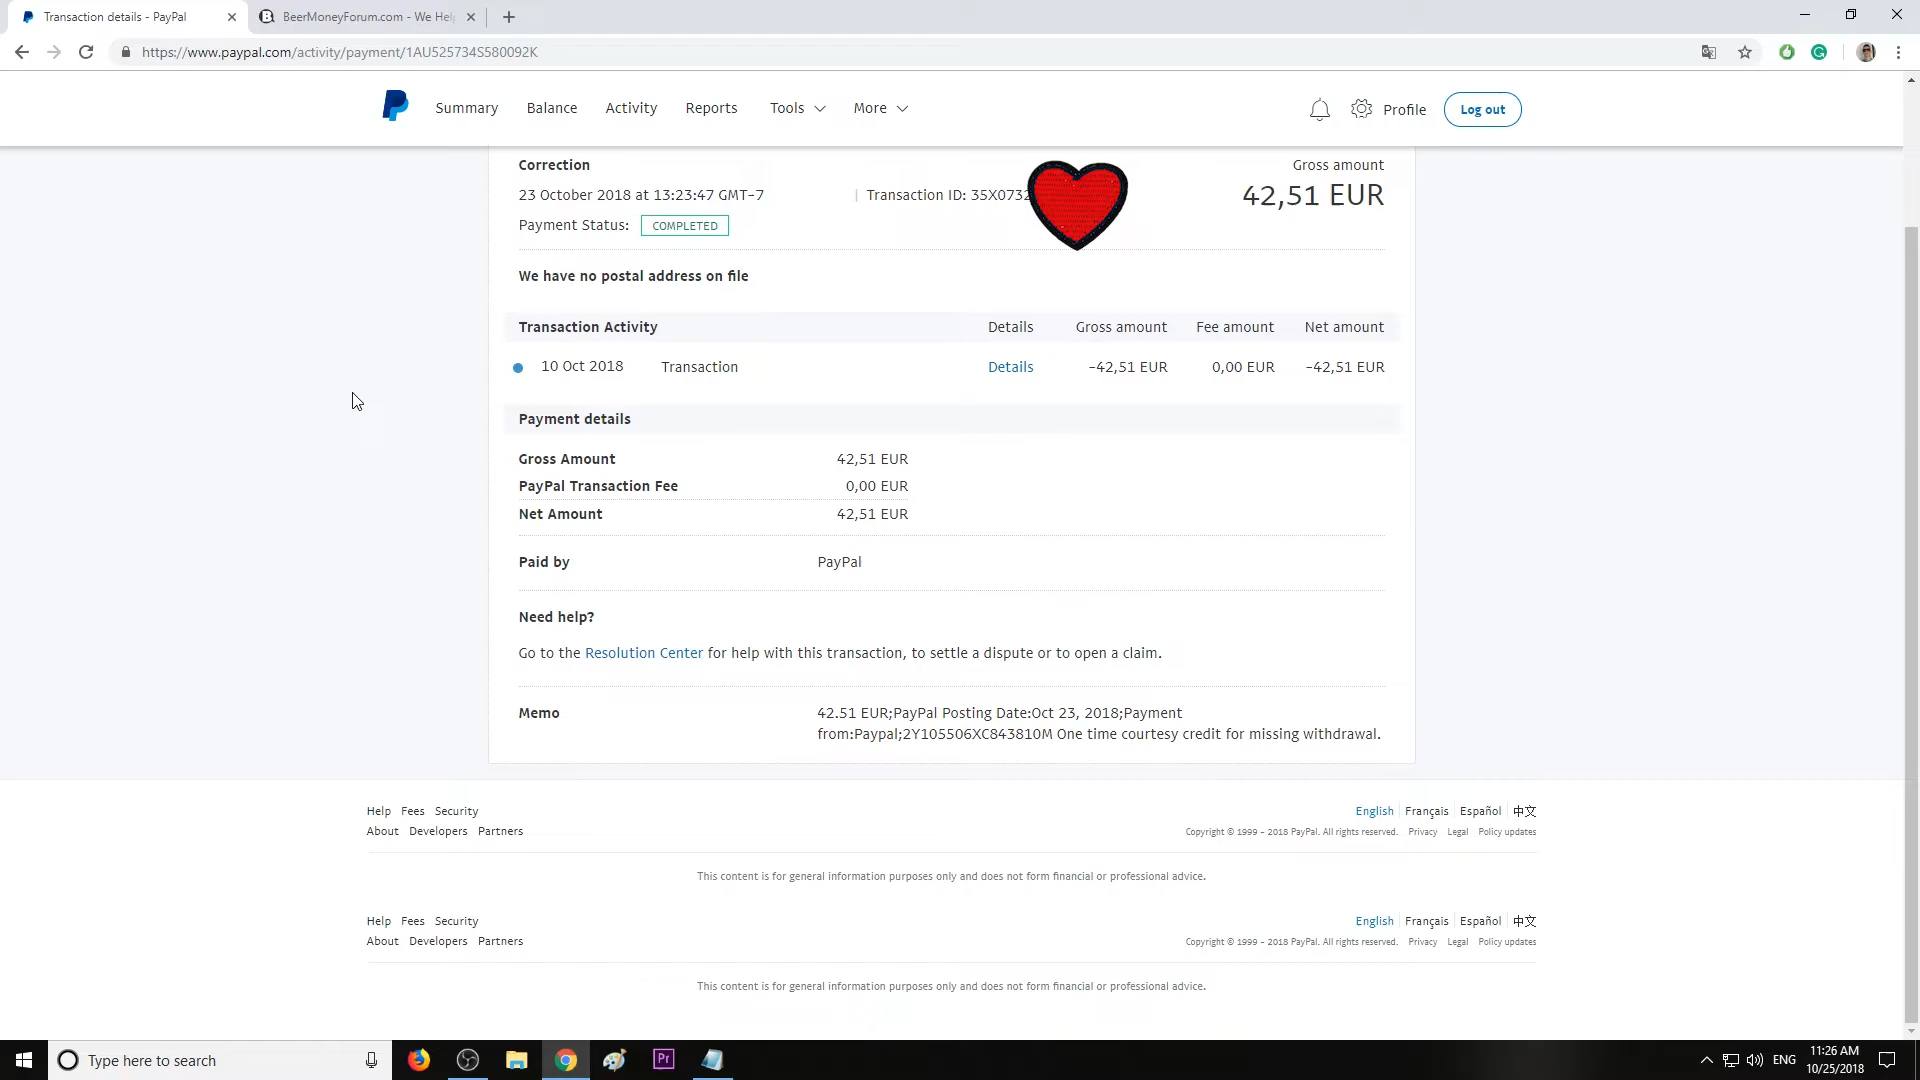 Transaction details - PayPal
BeerMoneyForum.com - We Hel
https://www.paypal.com/activity/payment/1AU525734S580092K
Summary Balance Activity Reports Tools More Profile Log out
Correction Gross amount
23 October 2018 at 13:23:47 GMT-7 | Transaction ID: 35X0732 42,51 EUR
Payment Status: COMPLETED
We have no postal address on file
Transaction Activity Details Gross amount Fee amount Net amount
10 Oct 2018 Transaction Details -42,51 EUR 0,00 EUR -42,51 EUR
Payment details
Gross Amount 42,51 EUR
PayPal Transaction Fee 0,00 EUR
Net Amount 42,51 EUR
Paid by PayPal
Need help?
Go to the Resolution Center for help with this transaction, to settle a dispute or to open a claim.
Memo 42.51 EUR;PayPal Posting Date:Oct 23, 2018;Payment
from:Paypal;2Y105506XC843810M One time courtesy credit for missing withdrawal.
Help Fees Security English Français Español 中文
About Developers Partners Copyright © 1999 - 2018 PayPal. All rights reserved. Privacy Legal Policy updates
This content is for general information purposes only and does not form financial or professional advice.
Help Fees Security English Français Español 中文
About Developers Partners Copyright © 1999 - 2018 PayPal. All rights reserved. Privacy Legal Policy updates
This content is for general information purposes only and does not form financial or professional advice.
Type here to search Pr ENG 11:26 AM
10/25/2018